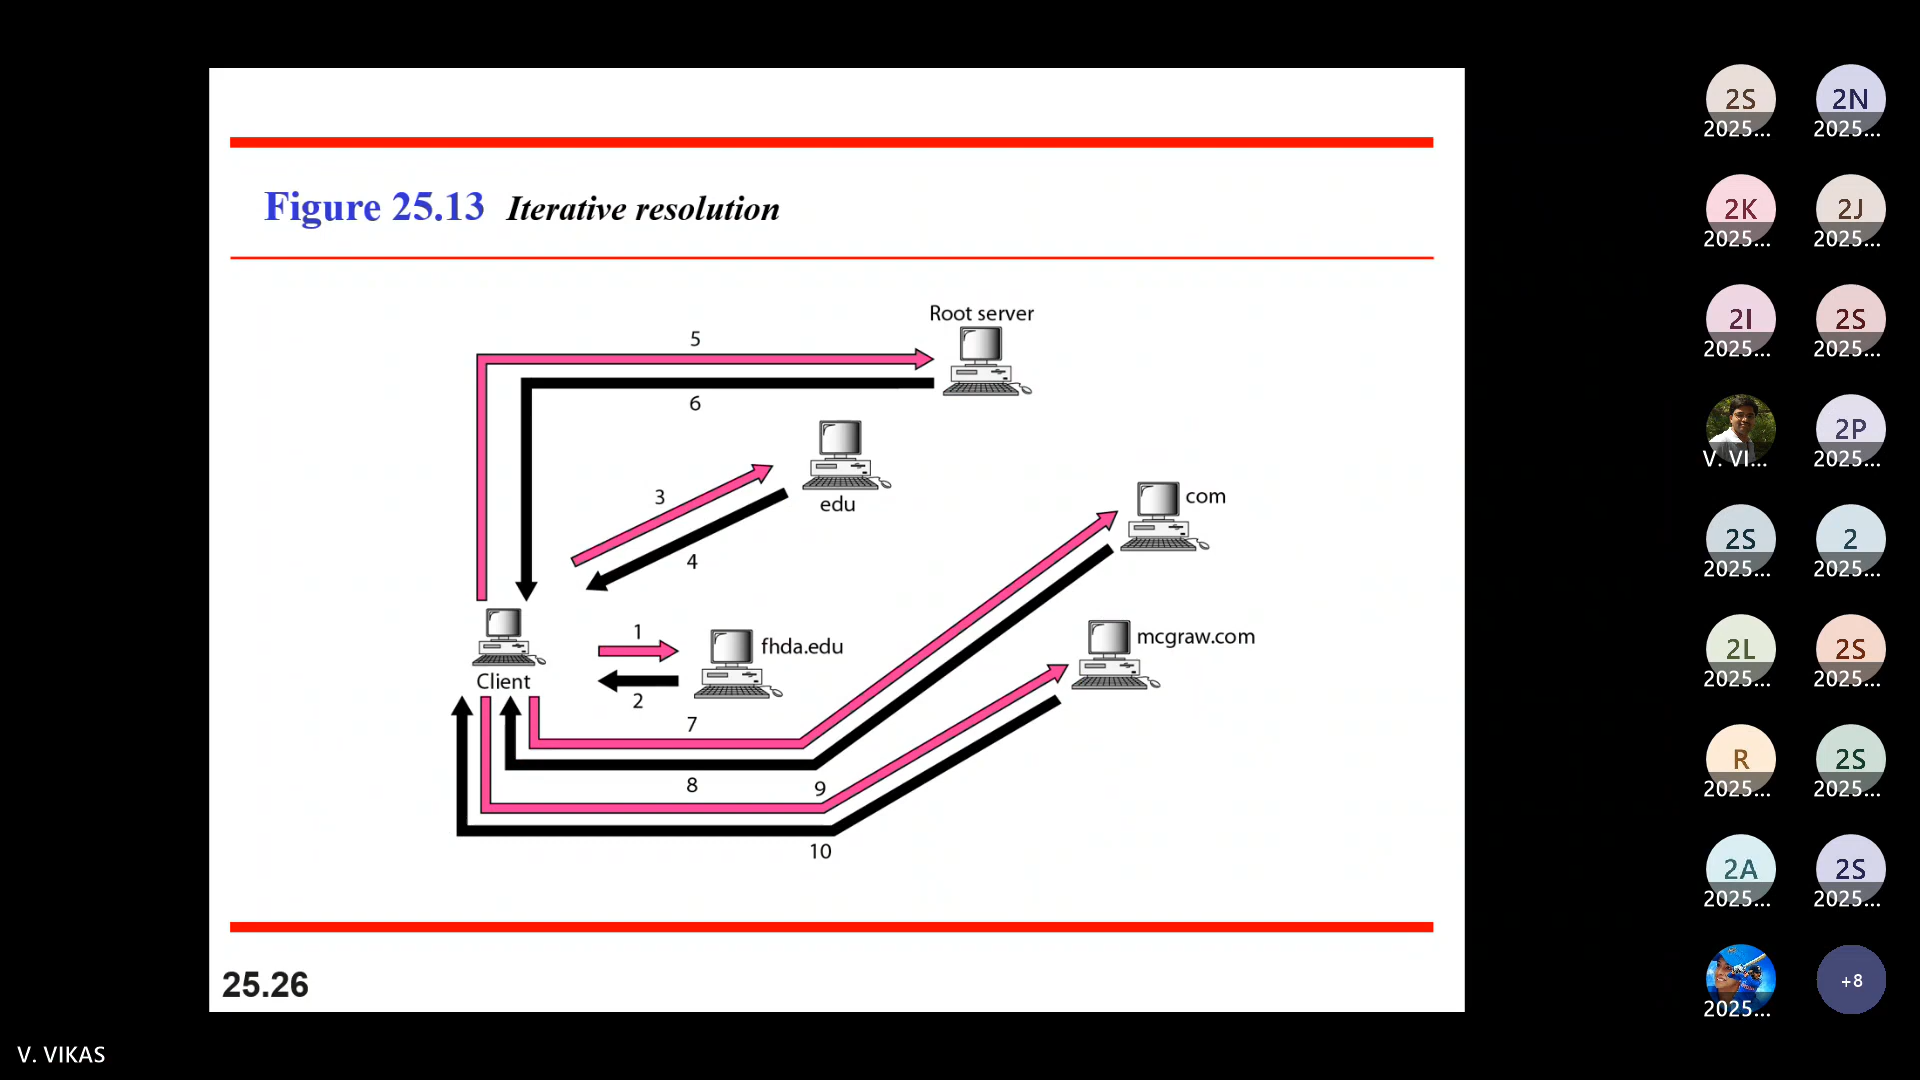 Figure 25.13 Iterative resolution
Root server
5
6
3
edu
4
com
1
fhda.edu
mcgraw.com
Client
2
7
8
9
10
25.26
V. VIKAS
2S
2025...
2N
2025...
2K
2025...
2J
2025...
2I
2025...
2S
2025...
V. VI...
2P
2025...
2S
2025...
2
2025...
2L
2025...
2S
2025...
R
2025...
2S
2025...
2A
2025...
2S
2025...
2025...
+8